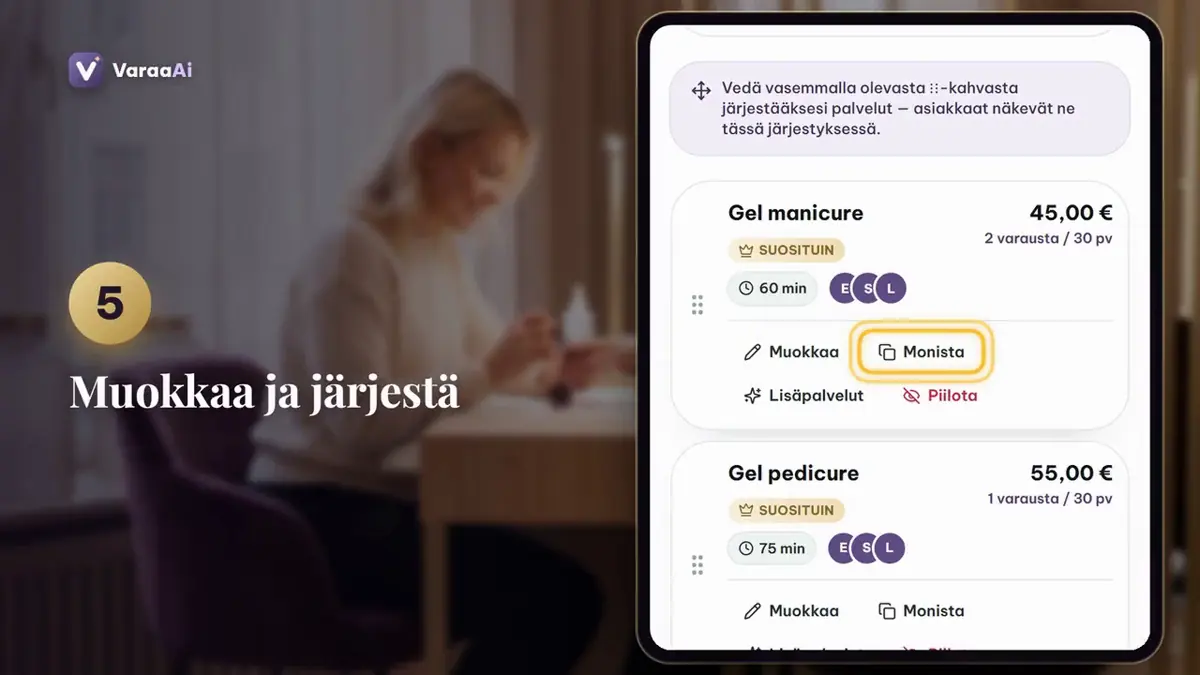 VaraaAi
5
Muokkaa ja järjestä
Vedä vasemmalla olevasta ⠿-kahvasta
järjestääksesi palvelut — asiakkaat näkevät ne
tässä järjestyksessä.
Gel manicure
45,00 €
SUOSITUIN
2 varausta / 30 pv
60 min
E S L
Muokkaa
Monista
Lisäpalvelut
Piilota
Gel pedicure
55,00 €
SUOSITUIN
1 varausta / 30 pv
75 min
E S L
Muokkaa
Monista